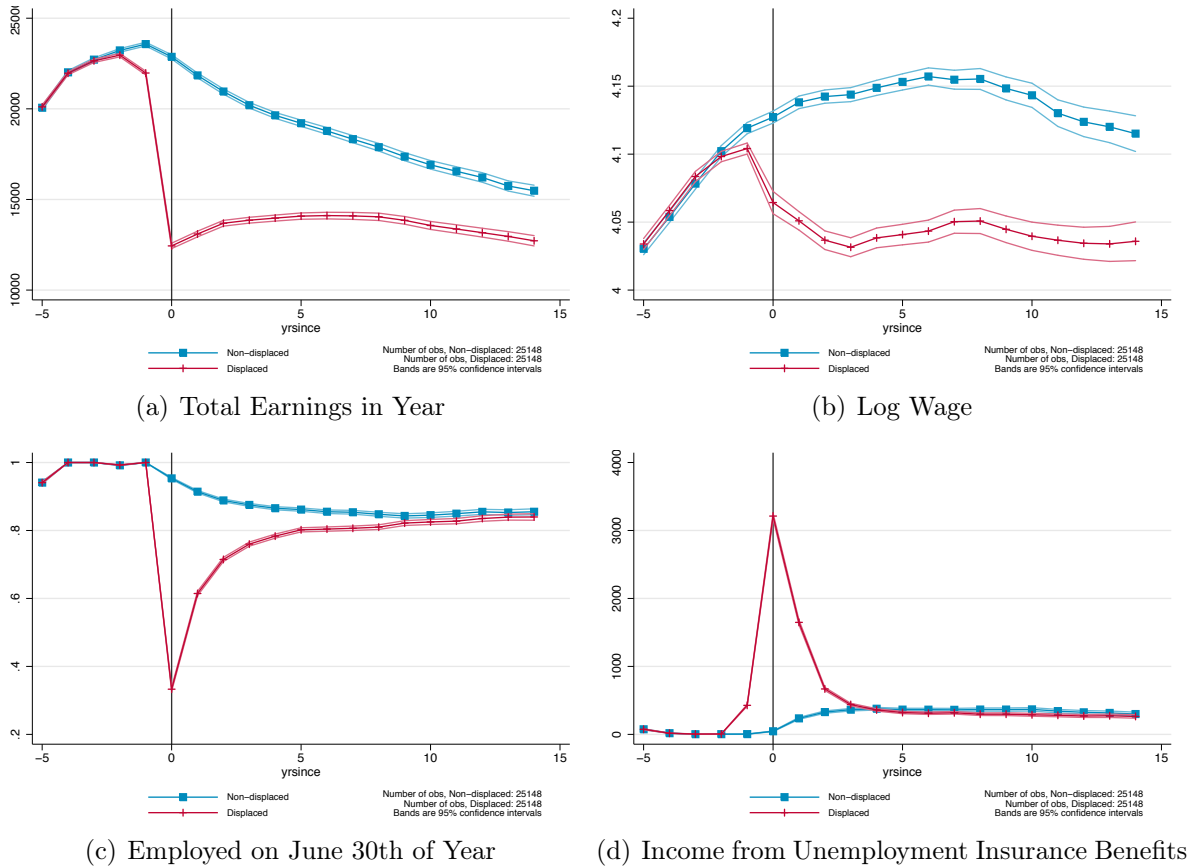 25000
20000
15000
10000
−5 0 5 10 15
yrsince
Non−displaced
Displaced
Number of obs, Non−displaced: 25148
Number of obs, Displaced: 25148
Bands are 95% confidence intervals
(a) Total Earnings in Year
4.2
4.15
4.1
4.05
4
−5 0 5 10 15
yrsince
Non−displaced
Displaced
Number of obs, Non−displaced: 25148
Number of obs, Displaced: 25148
Bands are 95% confidence intervals
(b) Log Wage
1
.8
.6
.4
.2
−5 0 5 10 15
yrsince
Non−displaced
Displaced
Number of obs, Non−displaced: 25148
Number of obs, Displaced: 25148
Bands are 95% confidence intervals
(c) Employed on June 30th of Year
4000
3000
2000
1000
0
−5 0 5 10 15
yrsince
Non−displaced
Displaced
Number of obs, Non−displaced: 25148
Number of obs, Displaced: 25148
Bands are 95% confidence intervals
(d) Income from Unemployment Insurance Benefits